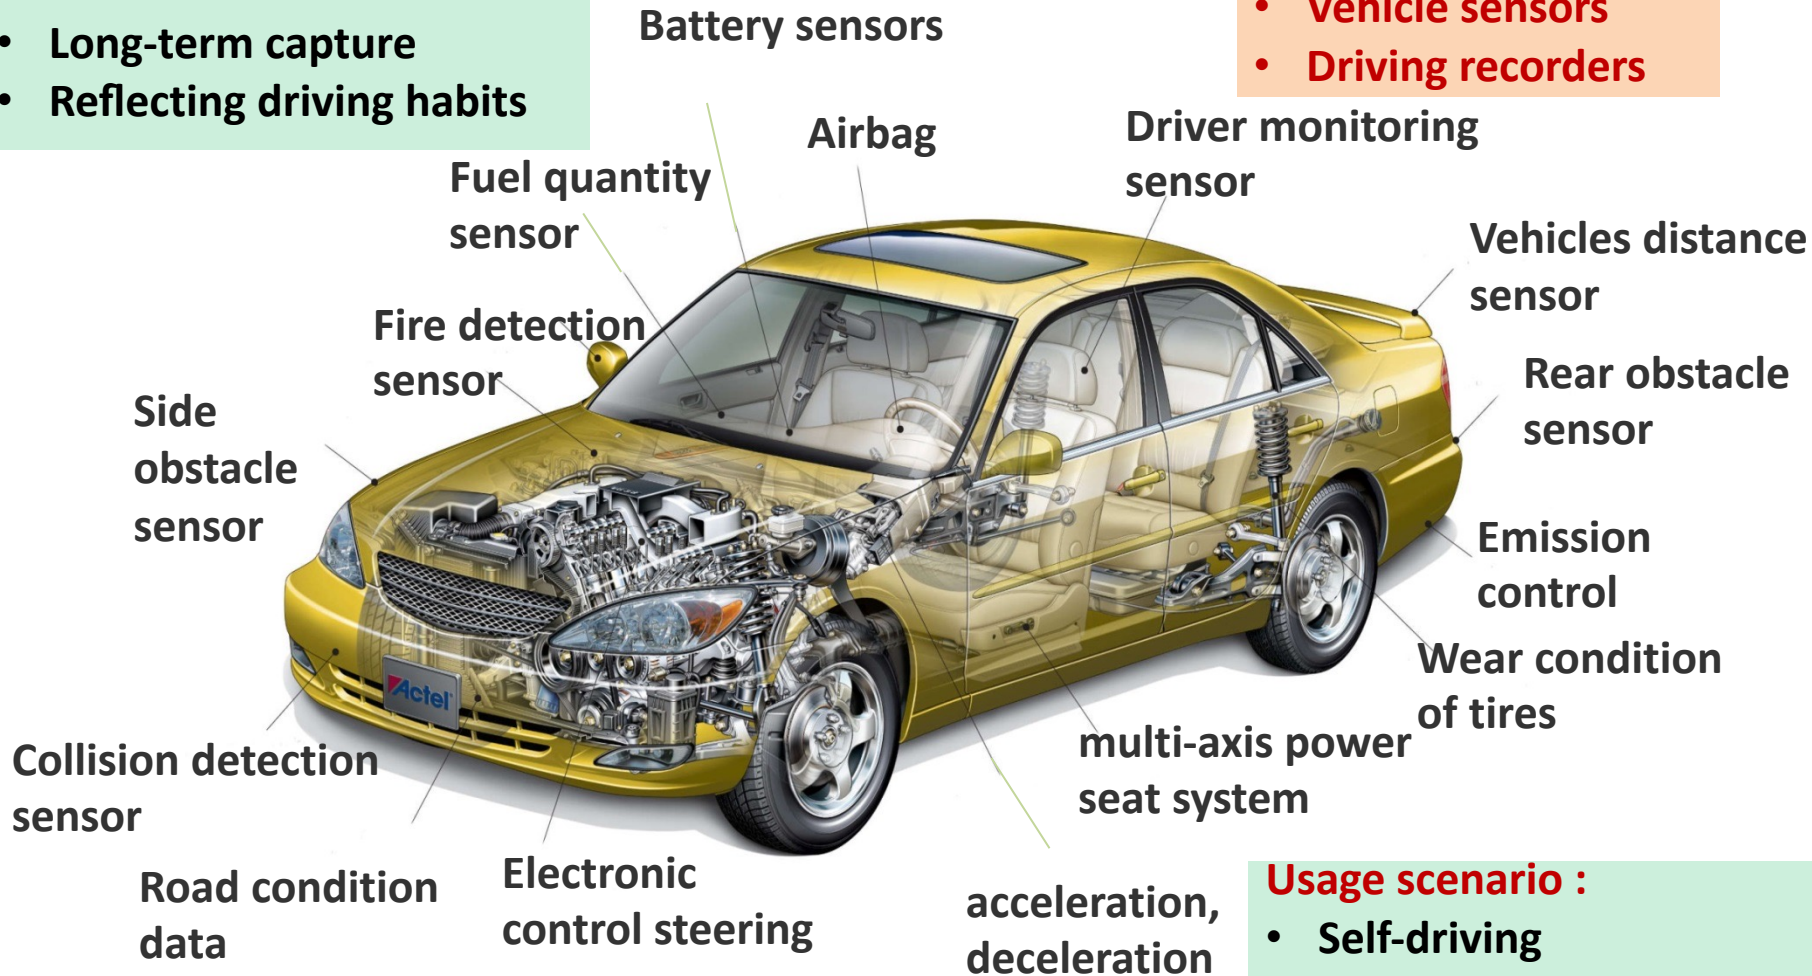 • Long-term capture
• Reflecting driving habits
Battery sensors
• Vehicle sensors
• Driving recorders
Airbag
Driver monitoring
sensor
Fuel quantity
sensor
Vehicles distance
sensor
Fire detection
sensor
Rear obstacle
sensor
Side
obstacle
sensor
Emission
control
Wear condition
of tires
Actel
multi-axis power
seat system
Collision detection
sensor
Road condition
data
Electronic
control steering
acceleration,
deceleration
Usage scenario :
• Self-driving